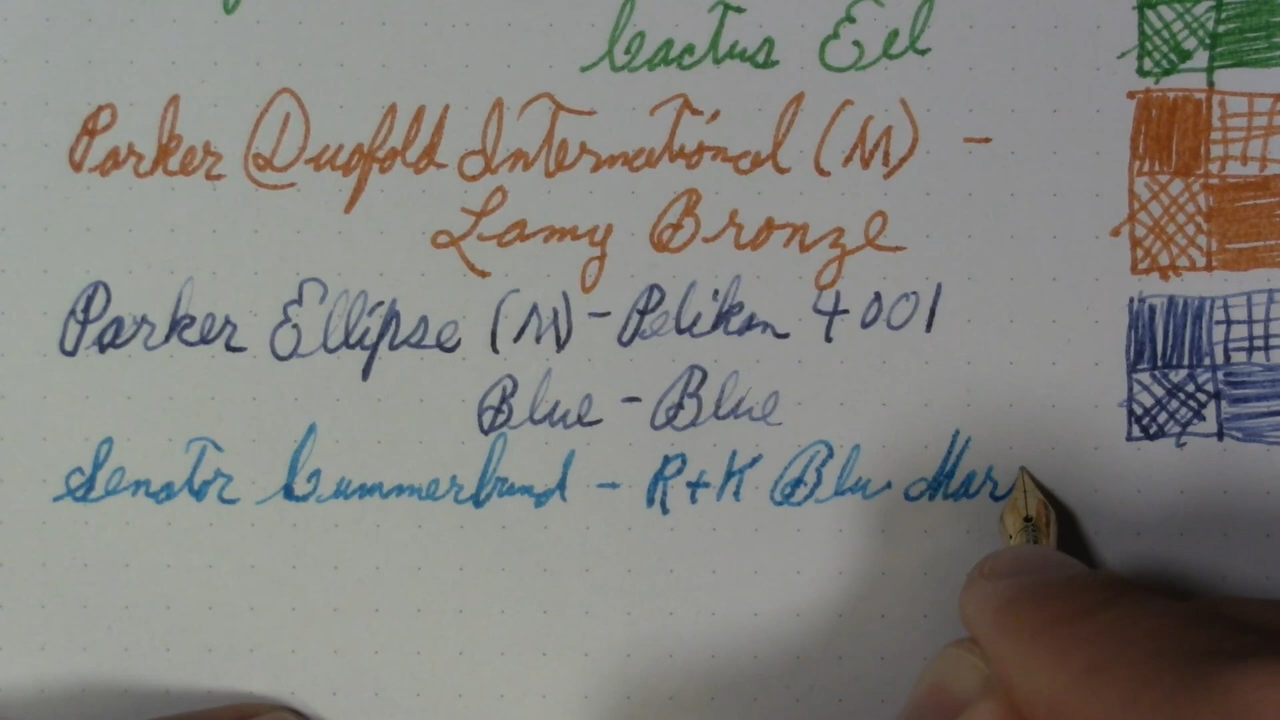 Cactus Eel
Parker Duofold International (M) -
Lamy Bronze
Parker Ellipse (M) - Pelikan 4001
Blue - Blue
Senator Cummerbund - R+K Blu Mar